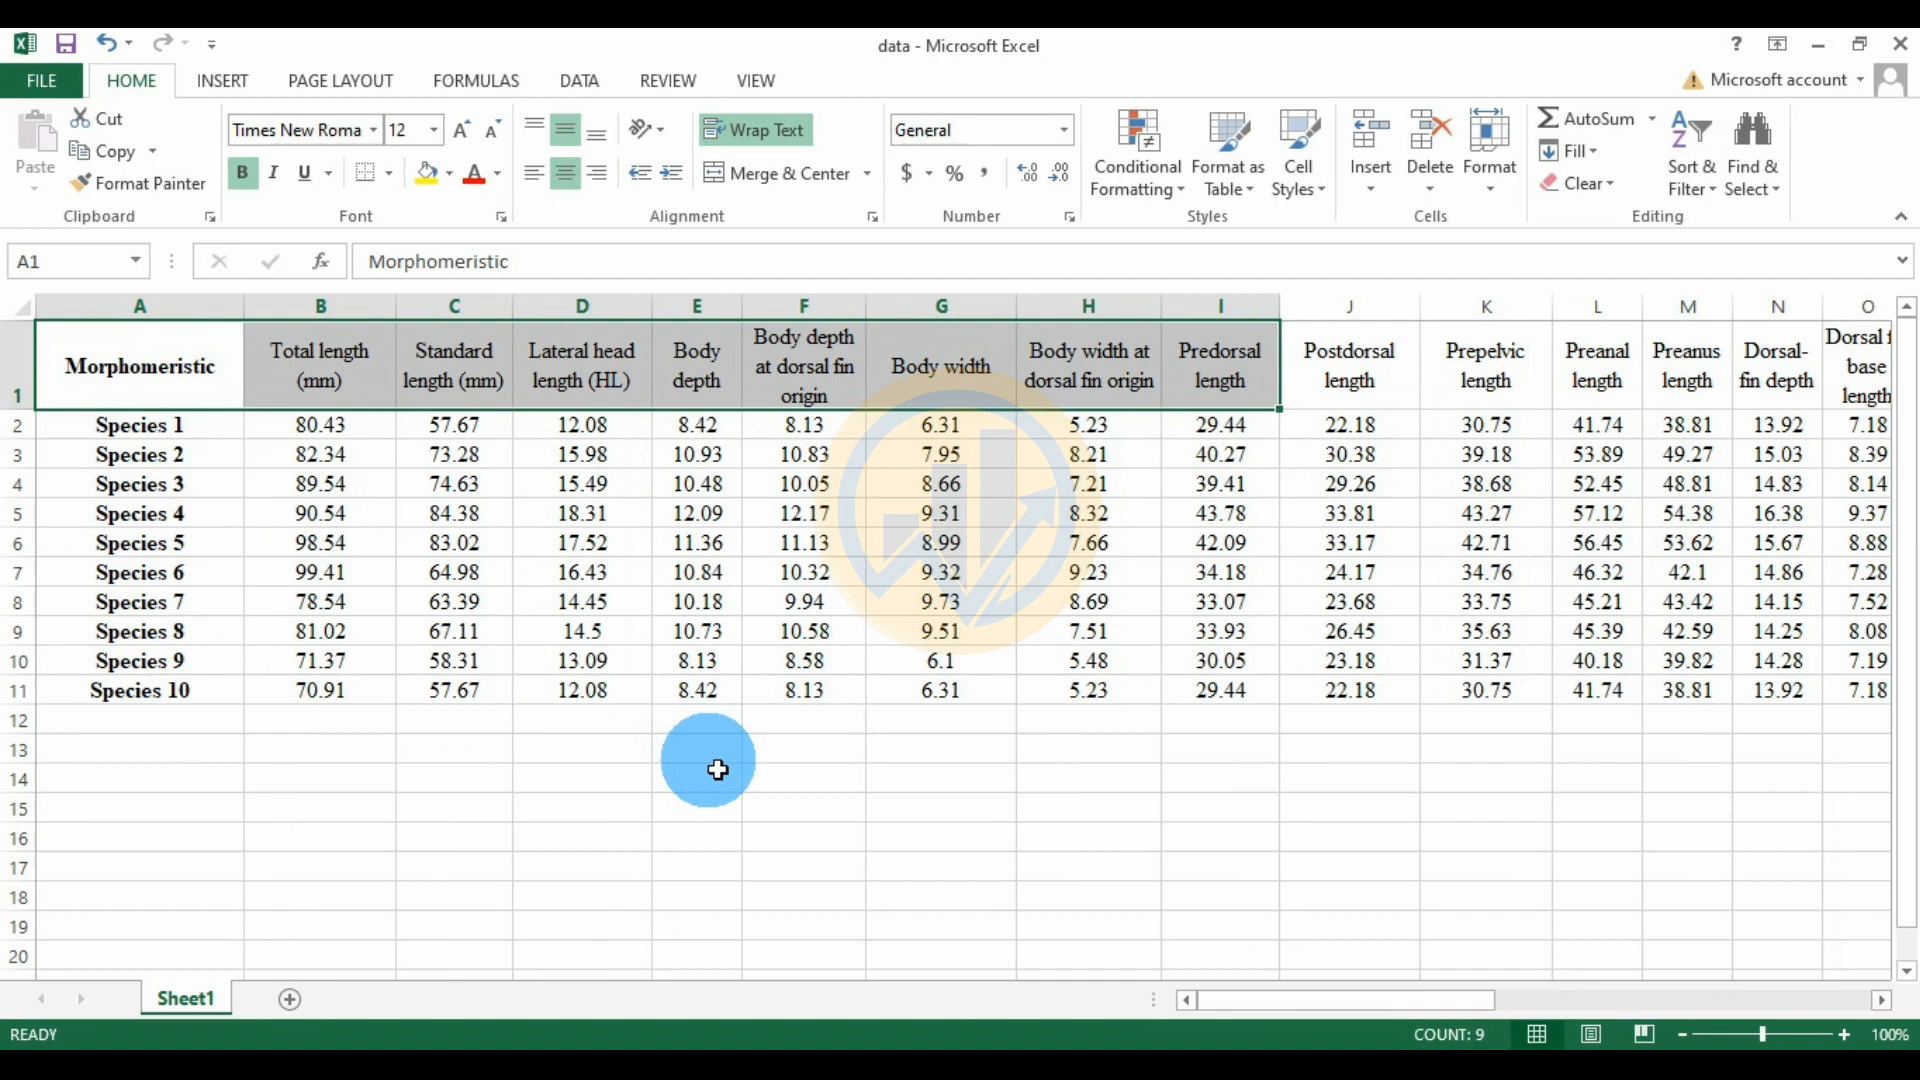 data - Microsoft Excel
?
FILE HOME INSERT PAGE LAYOUT FORMULAS DATA REVIEW VIEW Microsoft account
Paste Cut Copy Format Painter Clipboard
Times New Roma 12 B I U Font
Wrap Text Merge & Center Alignment
General $ % , Number
Conditional Formatting Format as Table Cell Styles Styles
Insert Delete Format Cells
AutoSum Fill Clear Sort & Filter Find & Select Editing
A1 fx Morphomeristic
A B C D E F G H I J K L M N O
1 Morphomeristic Total length (mm) Standard length (mm) Lateral head length (HL) Body depth Body depth at dorsal fin origin Body width Body width at dorsal fin origin Predorsal length Postdorsal length Prepelvic length Preanal length Preanus length Dorsal-fin depth Dorsal f base length
2 Species 1 80.43 57.67 12.08 8.42 8.13 6.31 5.23 29.44 22.18 30.75 41.74 38.81 13.92 7.18
3 Species 2 82.34 73.28 15.98 10.93 10.83 7.95 8.21 40.27 30.38 39.18 53.89 49.27 15.03 8.39
4 Species 3 89.54 74.63 15.49 10.48 10.05 8.66 7.21 39.41 29.26 38.68 52.45 48.81 14.83 8.14
5 Species 4 90.54 84.38 18.31 12.09 12.17 9.31 8.32 43.78 33.81 43.27 57.12 54.38 16.38 9.37
6 Species 5 98.54 83.02 17.52 11.36 11.13 8.99 7.66 42.09 33.17 42.71 56.45 53.62 15.67 8.88
7 Species 6 99.41 64.98 16.43 10.84 10.32 9.32 9.23 34.18 24.17 34.76 46.32 42.1 14.86 7.28
8 Species 7 78.54 63.39 14.45 10.18 9.94 9.73 8.69 33.07 23.68 33.75 45.21 43.42 14.15 7.52
9 Species 8 81.02 67.11 14.5 10.73 10.58 9.51 7.51 33.93 26.45 35.63 45.39 42.59 14.25 8.08
10 Species 9 71.37 58.31 13.09 8.13 8.58 6.1 5.48 30.05 23.18 31.37 40.18 39.82 14.28 7.19
11 Species 10 70.91 57.67 12.08 8.42 8.13 6.31 5.23 29.44 22.18 30.75 41.74 38.81 13.92 7.18
12
13
14
15
16
17
18
19
20
Sheet1
READY COUNT: 9 100%